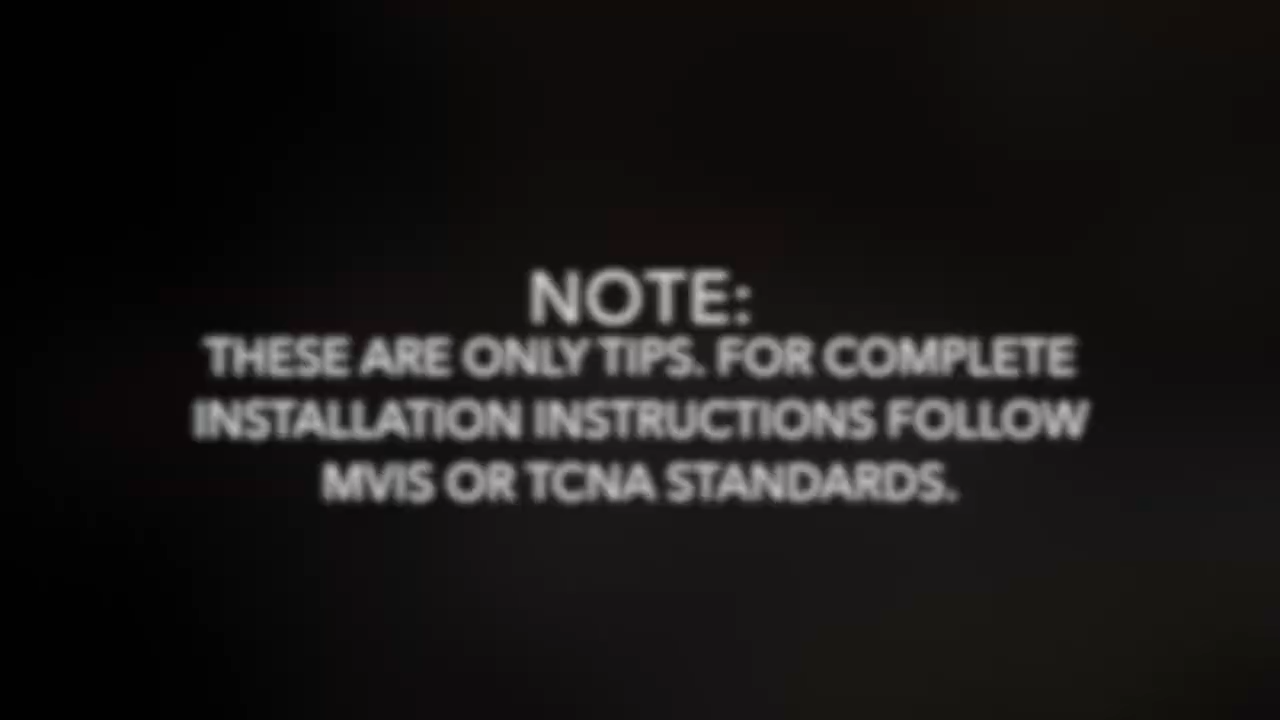 NOTE:
THESE ARE ONLY TIPS. FOR COMPLETE
INSTALLATION INSTRUCTIONS FOLLOW
MVIS OR TCNA STANDARDS.